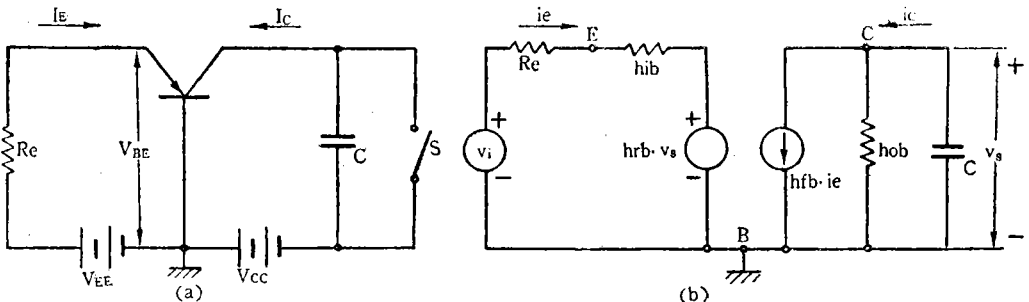 IE
IC
Re
VBE
C
S
VEE
VCC
(a)
ie
E
ic
C
Re
hib
+
+
+
vi
hrb·vs
hfb·ie
hob
C
vs
−
−
−
B
(b)